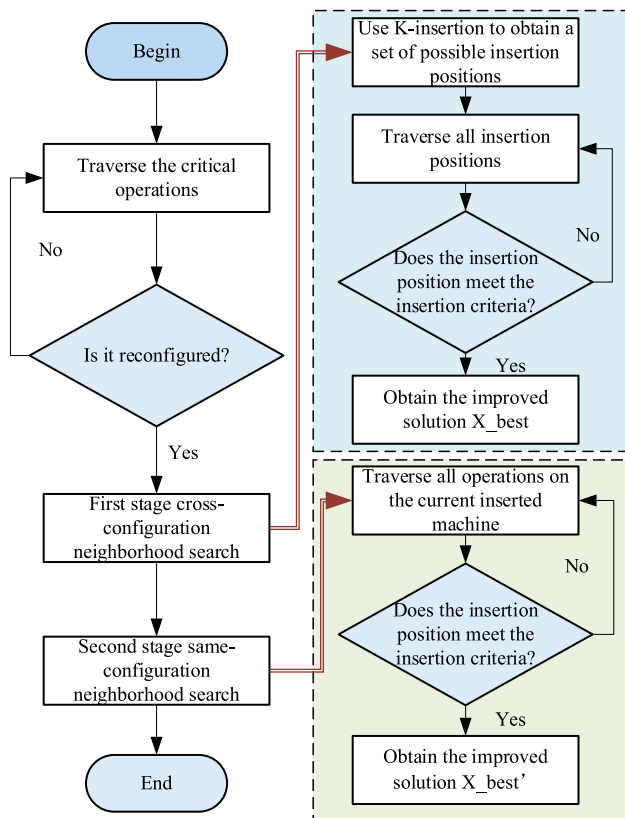 Begin
Traverse the critical
operations
No
Is it reconfigured?
Yes
First stage cross-
configuration
neighborhood search
Second stage same-
configuration
neighborhood search
End
Use K-insertion to obtain a
set of possible insertion
positions
Traverse all insertion
positions
No
Does the insertion
position meet the
insertion criteria?
Yes
Obtain the improved
solution X_best
Traverse all operations on
the current inserted
machine
No
Does the insertion
position meet the
insertion criteria?
Yes
Obtain the improved
solution X_best’